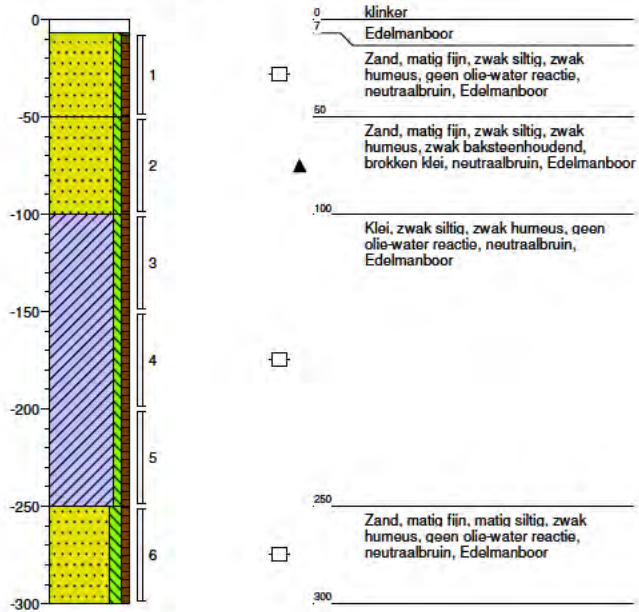 0
-50
-100
-150
-200
-250
-300
1
2
3
4
5
6
0
klinker
7
Edelmanboor
Zand, matig fijn, zwak siltig, zwak
humeus, geen olie-water reactie,
neutraalbruin, Edelmanboor
50
Zand, matig fijn, zwak siltig, zwak
humeus, zwak baksteenhoudend,
brokken klei, neutraalbruin, Edelmanboor
100
Klei, zwak siltig, zwak humeus, geen
olie-water reactie, neutraalbruin,
Edelmanboor
250
Zand, matig fijn, matig siltig, zwak
humeus, geen olie-water reactie,
neutraalbruin, Edelmanboor
300